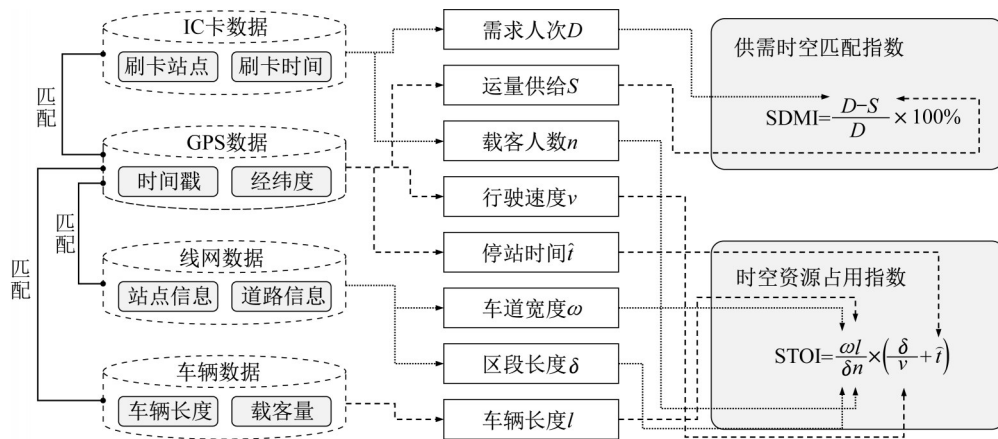 IC卡数据
刷卡站点 刷卡时间
匹配
GPS数据
时间戳 经纬度
匹配
匹配
线网数据
站点信息 道路信息
车辆数据
车辆长度 载客量
需求人次D
运量供给S
载客人数n
行驶速度v
停站时间t̂
车道宽度ω
区段长度δ
车辆长度l
供需时空匹配指数
SDMI=\frac{D-S}{D}×100%
时空资源占用指数
STOI=\frac{ωl}{δn}×(\frac{δ}{v}+t̂)